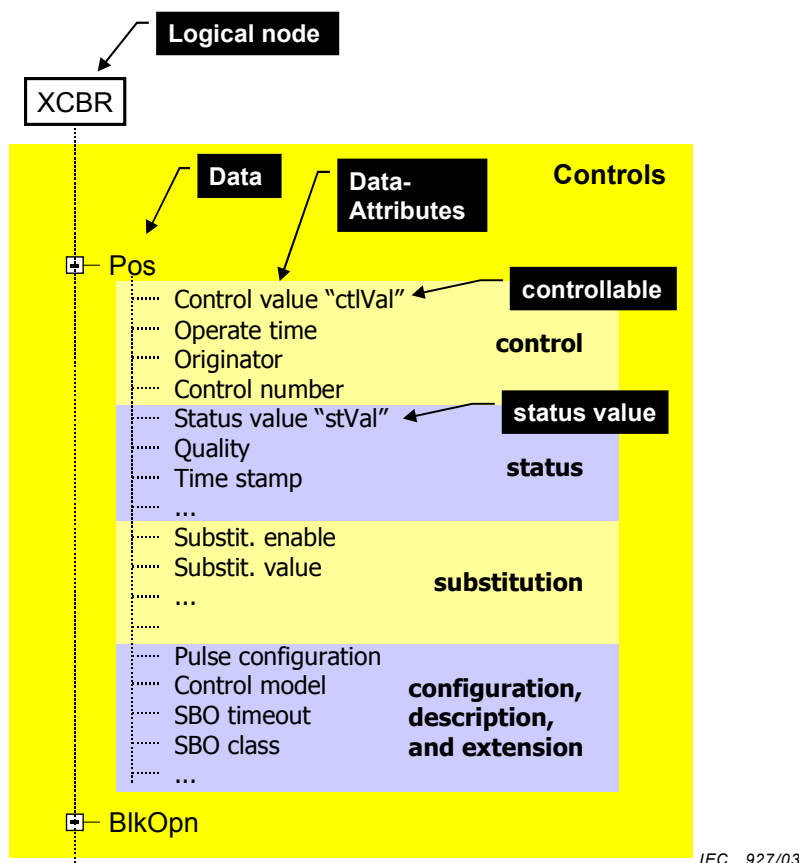 Logical node
XCBR
Controls
Data
Data-
Attributes
Pos
Control value “ctlVal”
controllable
Operate time
control
Originator
Control number
Status value “stVal”
status value
Quality
status
Time stamp
...
Substit. enable
Substit. value
substitution
...
Pulse configuration
Control model
configuration,
SBO timeout
description,
SBO class
and extension
...
BlkOpn
IEC 927/03